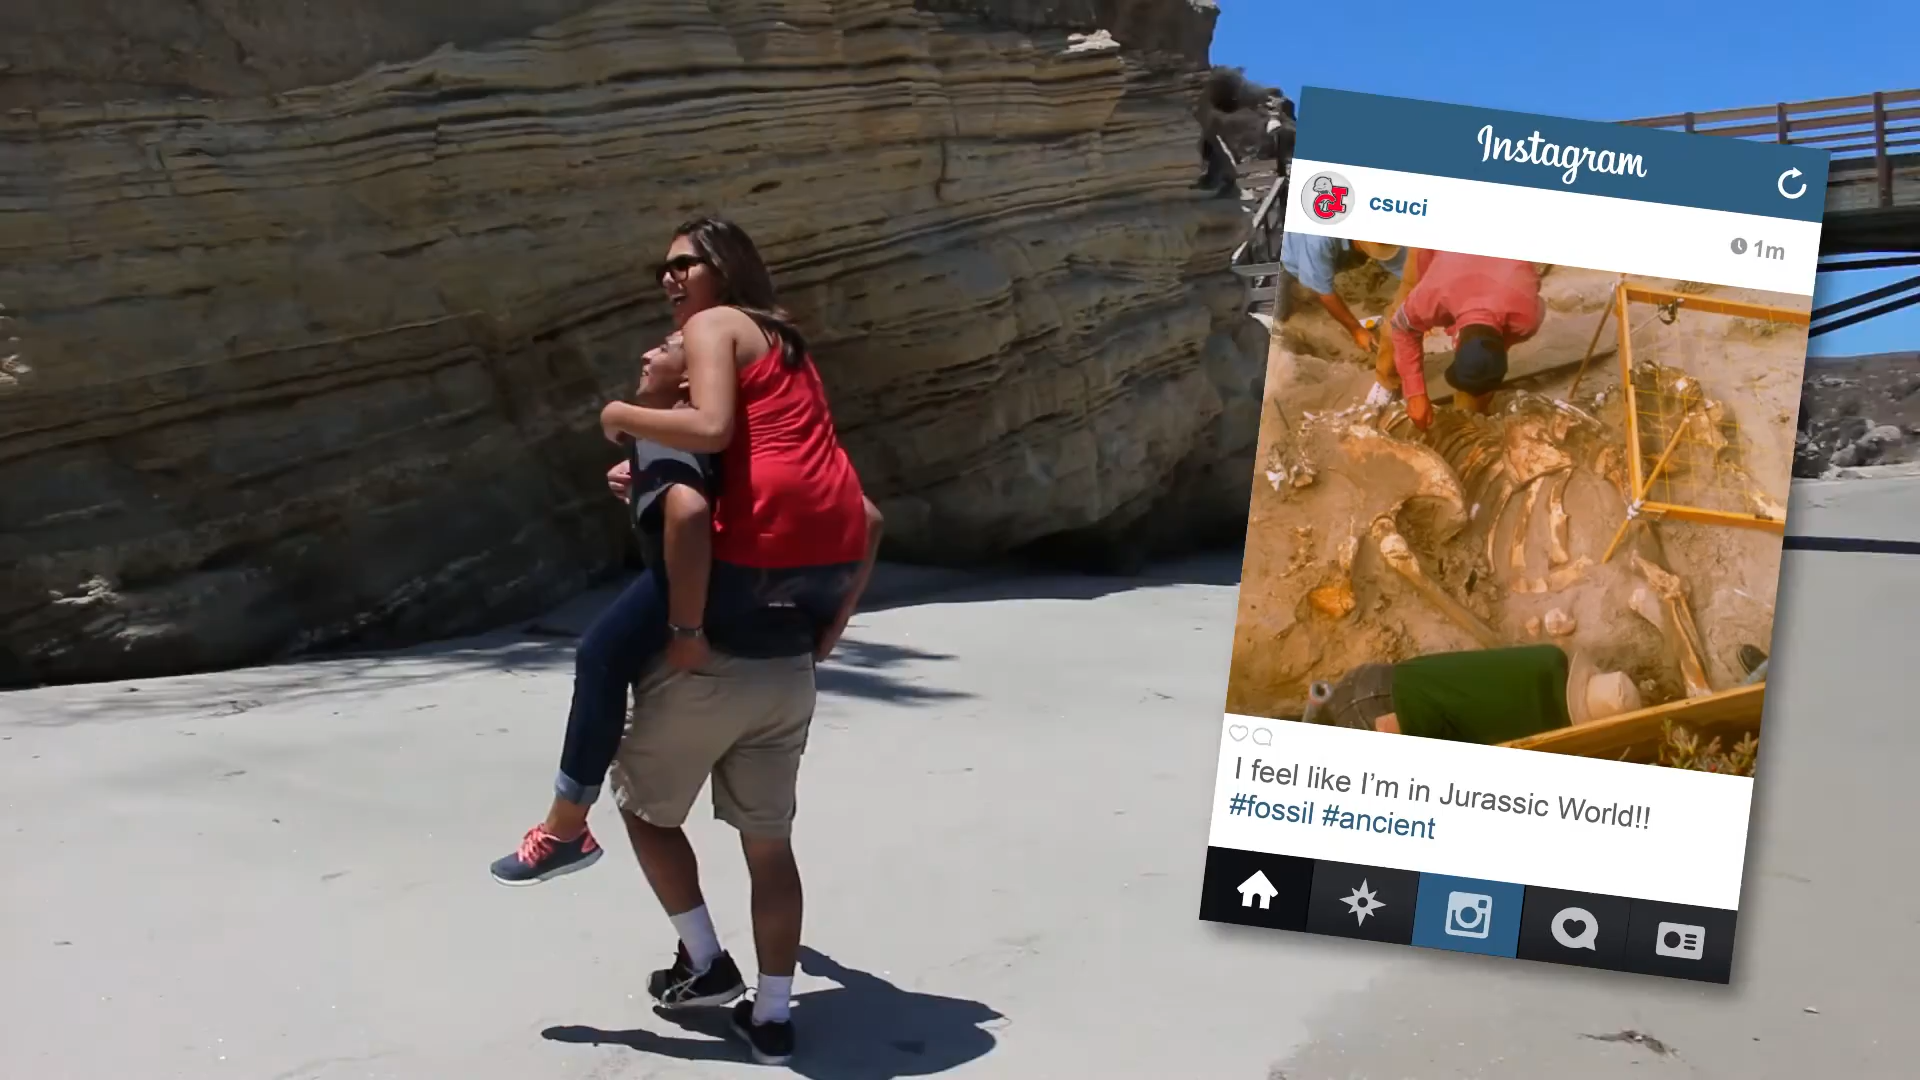 Instagram
csuci
1m
I feel like I'm in Jurassic World!!
#fossil #ancient